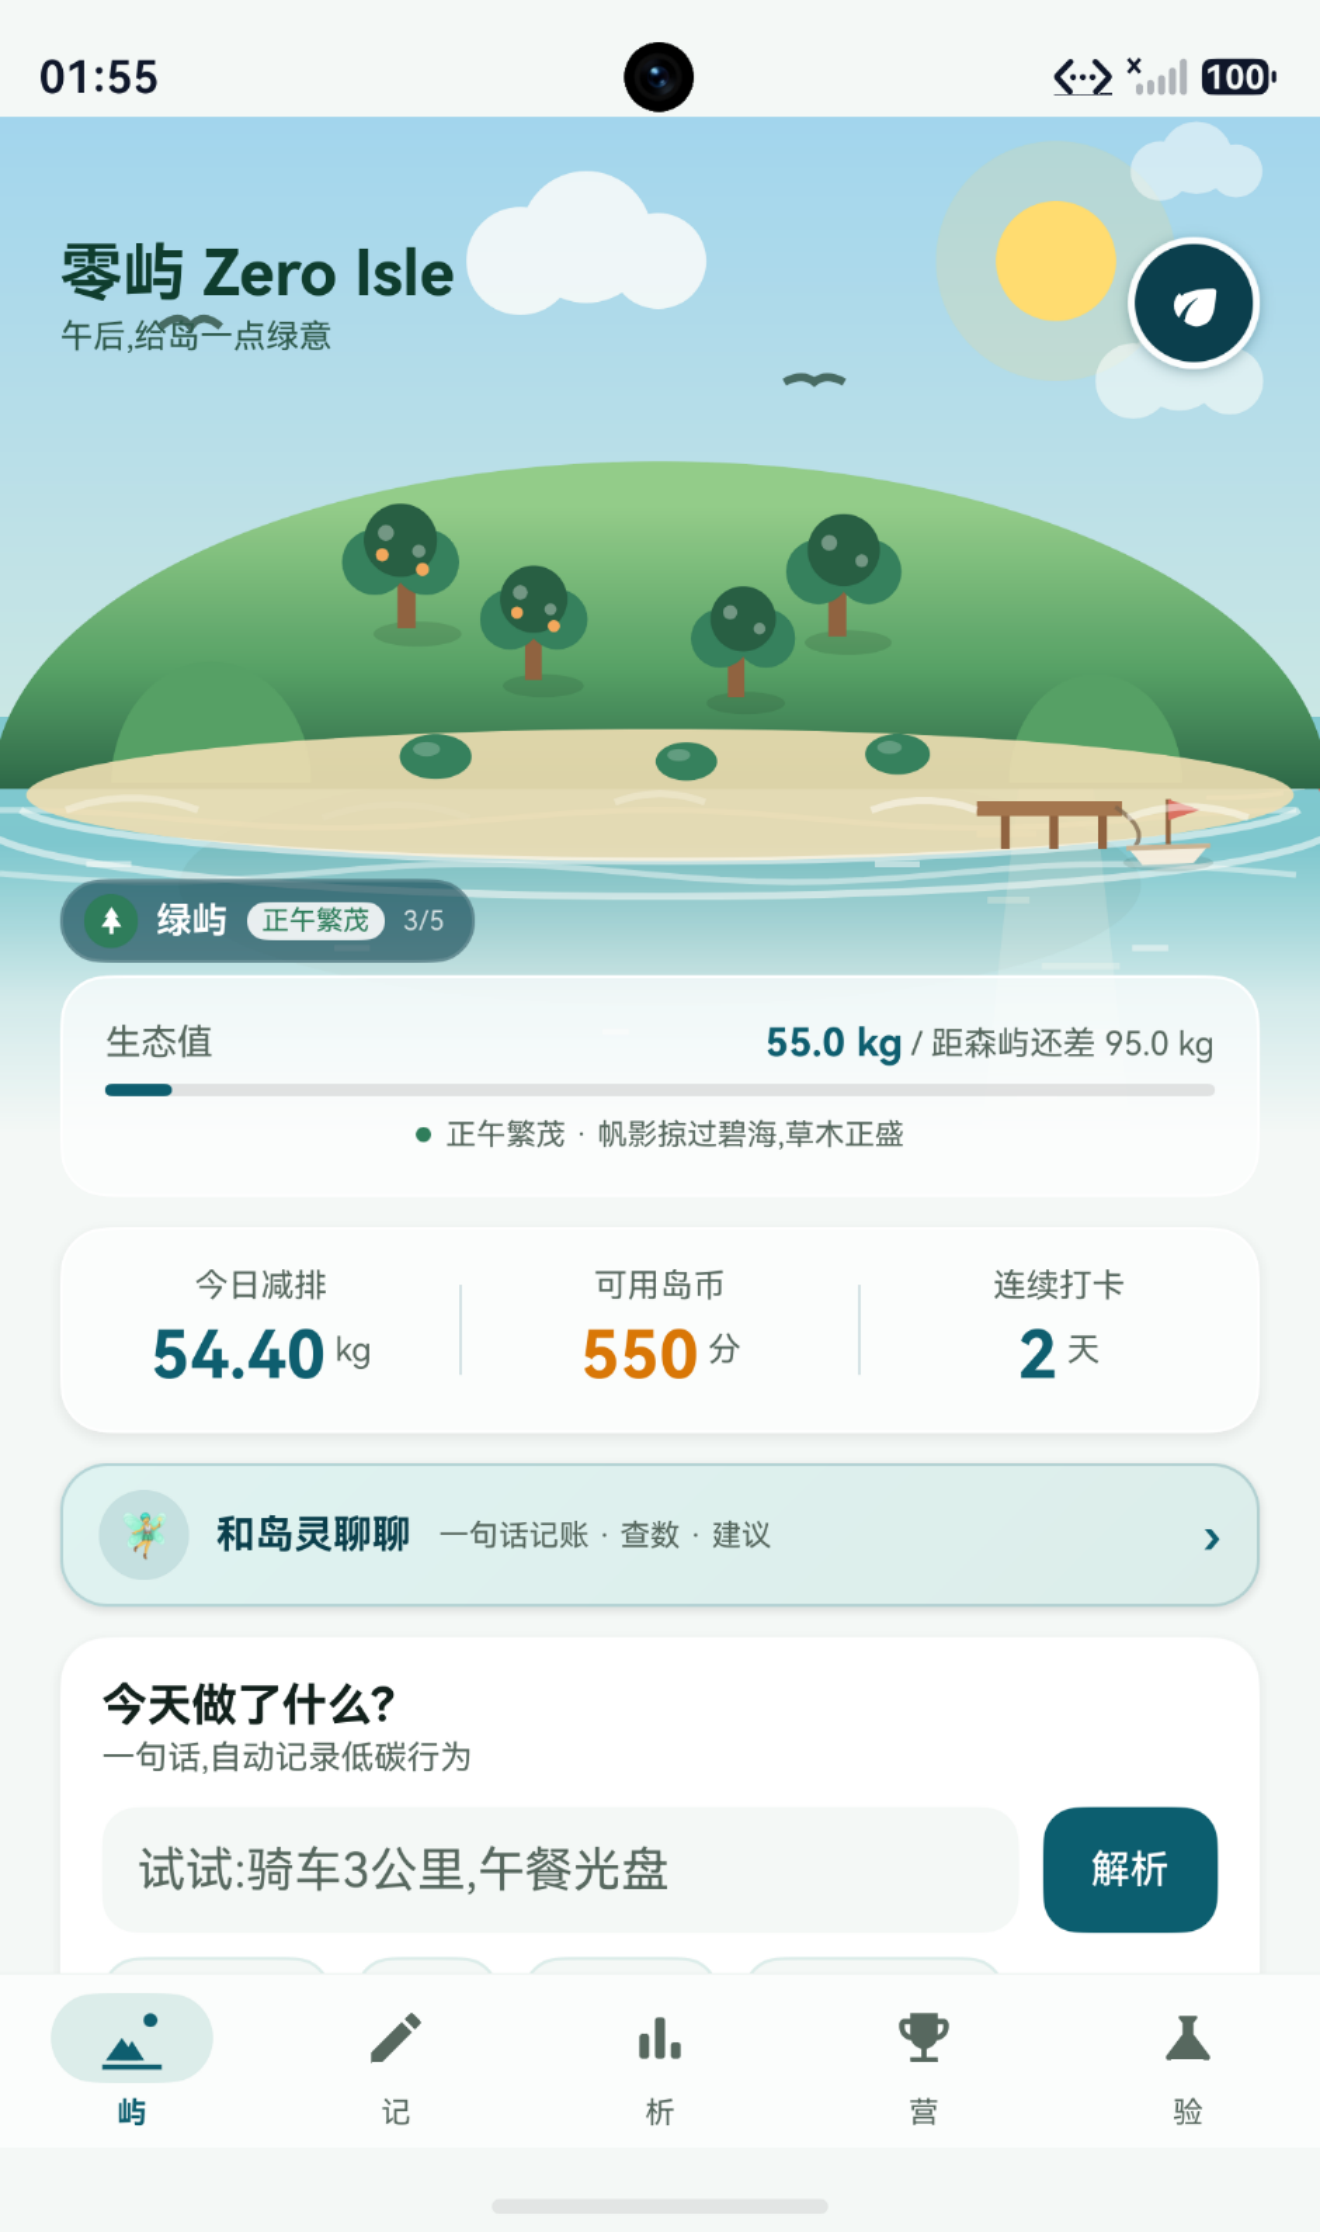 01:55
100
零屿 Zero Isle
午后,给岛一点绿意
绿屿 正午繁茂 3/5
生态值 55.0 kg / 距森屿还差 95.0 kg
正午繁茂 · 帆影掠过碧海,草木正盛
今日减排 可用岛币 连续打卡
54.40 kg 550 分 2 天
和岛灵聊聊 一句话记账 · 查数 · 建议
今天做了什么?
一句话,自动记录低碳行为
试试:骑车3公里,午餐光盘 解析
屿 记 析 营 验